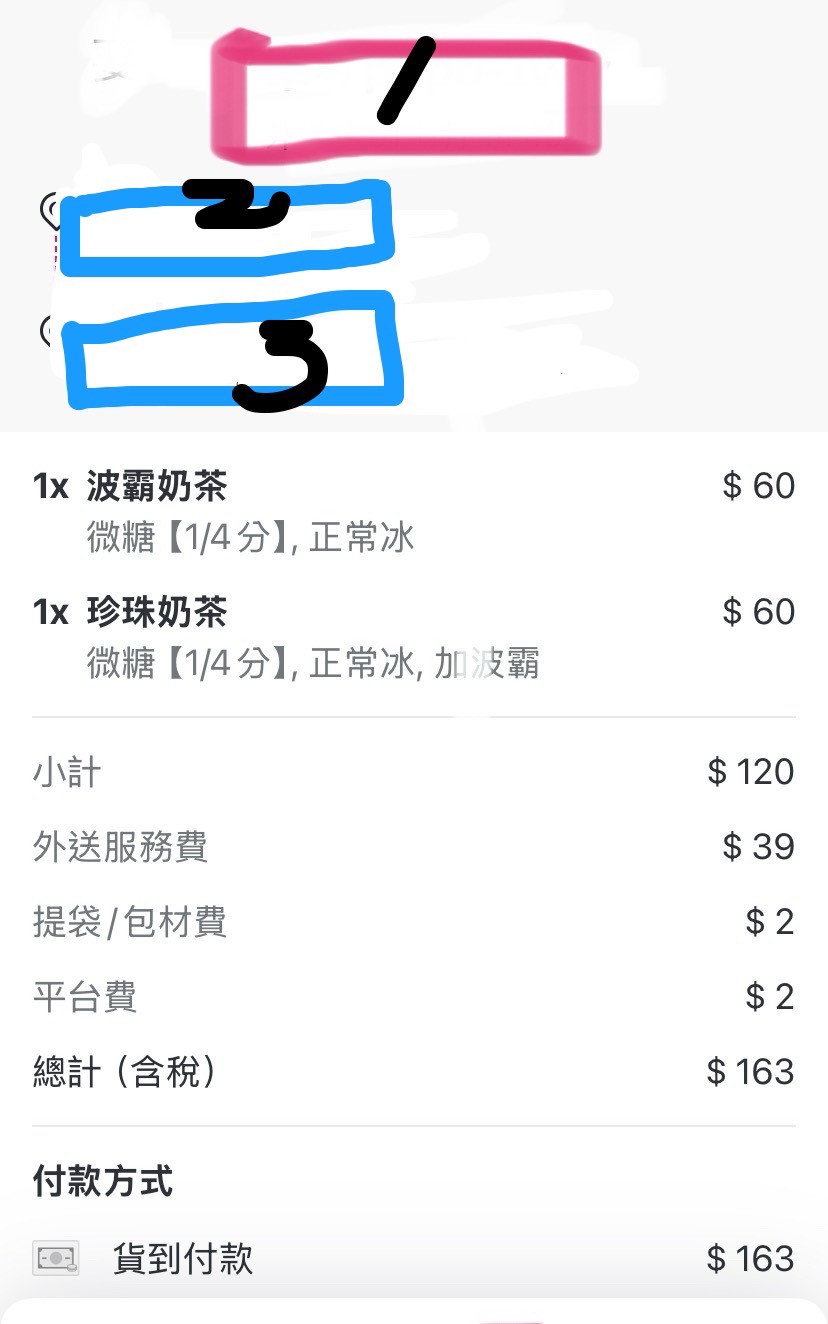 1
2
3
1x 波霸奶茶 $ 60
微糖【1/4分】, 正常冰
1x 珍珠奶茶 $ 60
微糖【1/4分】, 正常冰, 加波霸
小計 $ 120
外送服務費 $ 39
提袋/包材費 $ 2
平台費 $ 2
總計（含稅） $ 163
付款方式
貨到付款 $ 163